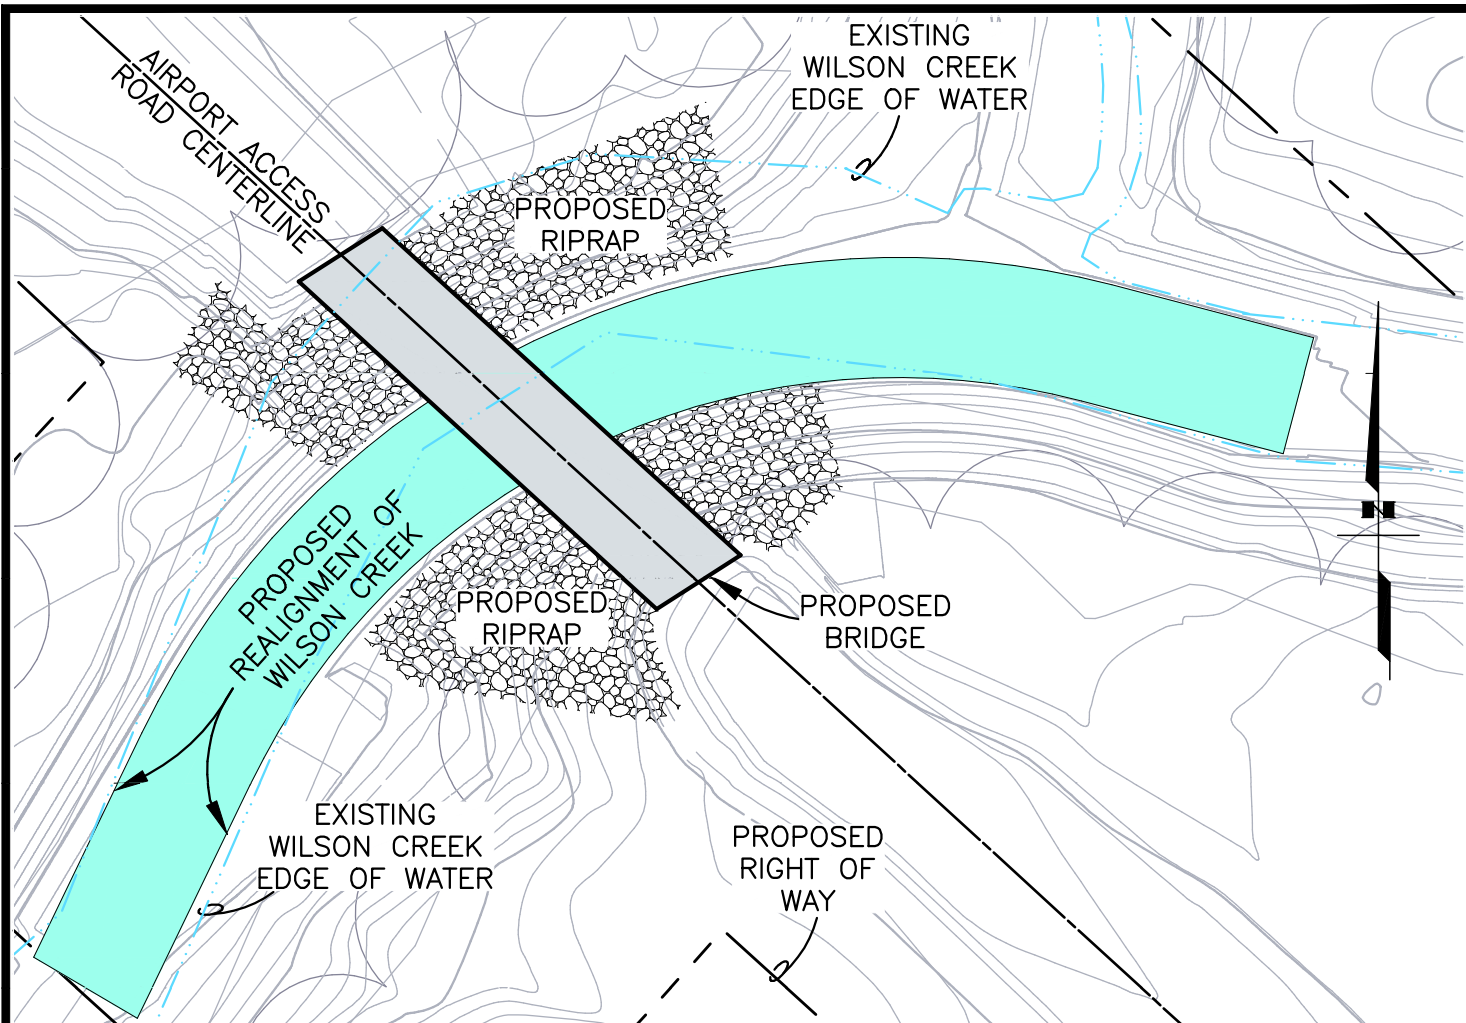 EXISTING
WILSON CREEK
EDGE OF WATER
AIRPORT ACCESS
ROAD CENTERLINE
PROPOSED
RIPRAP
PROPOSED
REALIGNMENT OF
WILSON CREEK
PROPOSED
RIPRAP
PROPOSED
BRIDGE
EXISTING
WILSON CREEK
EDGE OF WATER
PROPOSED
RIGHT OF
WAY
N